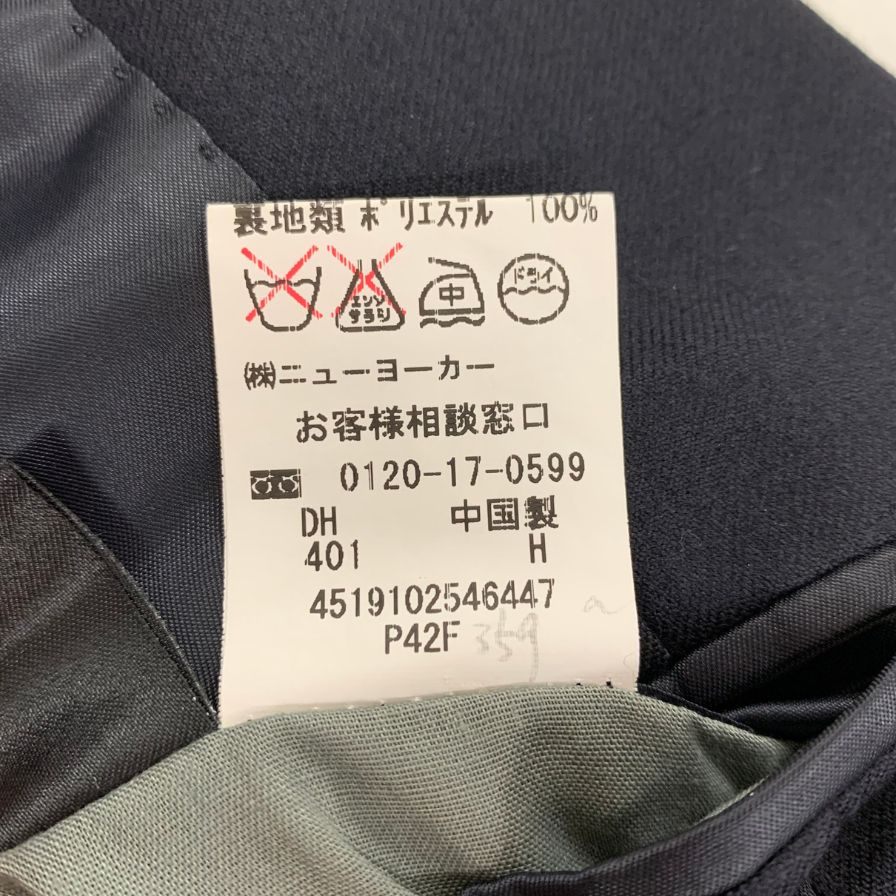 裏地類 ポリエステル 100%
エンソ サラシ 中 ドライ
㈱ニューヨーカー
お客様相談窓口
0120-17-0599
DH 中国製
401 H
4519102546447
P42F 359